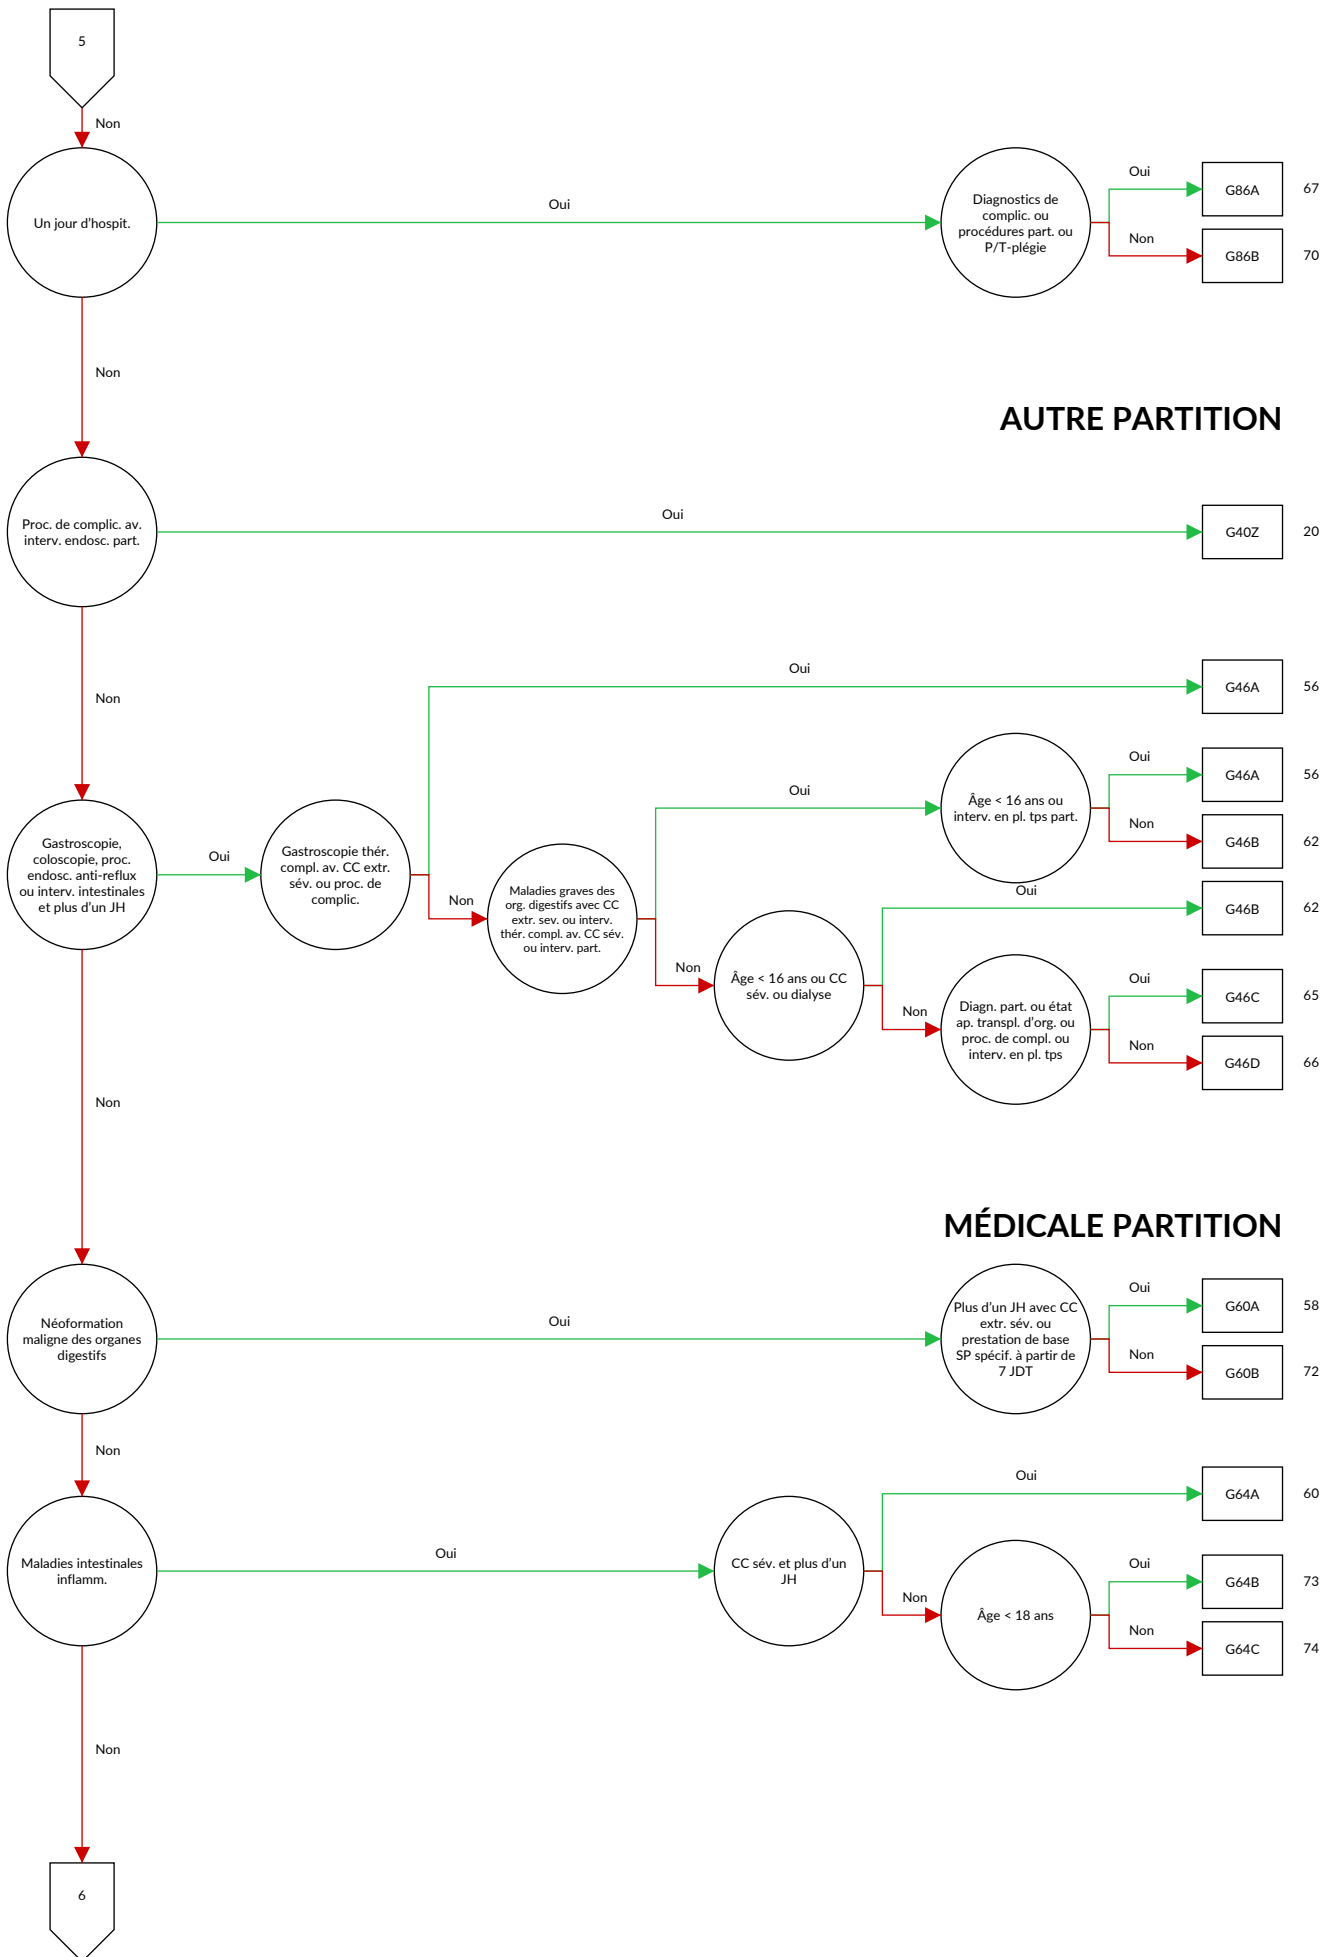 5
Non
Un jour d'hospit.
Oui
Diagnostics de
complic. ou
procédures part. ou
P/T-plégie
Oui
G86A
67
Non
G86B
70
Non
AUTRE PARTITION
Proc. de complic. av.
interv. endosc. part.
Oui
G40Z
20
Non
Gastroscopie,
coloscopie, proc.
endosc. anti-reflux
ou interv. intestinales
et plus d'un JH
Oui
Gastroscopie thér.
compl. av. CC extr.
sév. ou proc. de
complic.
Oui
G46A
56
Non
Maladies graves des
org. digestifs avec CC
extr. sev. ou interv.
thér. compl. av. CC sév.
ou interv. part.
Oui
Âge < 16 ans ou
interv. en pl. tps part.
Oui
G46A
56
Non
G46B
62
Non
Âge < 16 ans ou CC
sév. ou dialyse
Oui
G46B
62
Non
Diagn. part. ou état
ap. transpl. d'org. ou
proc. de compl. ou
interv. en pl. tps
Oui
G46C
65
Non
G46D
66
Non
MÉDICALE PARTITION
Néoformation
maligne des organes
digestifs
Oui
Plus d'un JH avec CC
extr. sév. ou
prestation de base
SP spécif. à partir de
7 JDT
Oui
G60A
58
Non
G60B
72
Non
Maladies intestinales
inflamm.
Oui
CC sév. et plus d'un
JH
Oui
G64A
60
Non
Âge < 18 ans
Oui
G64B
73
Non
G64C
74
Non
6